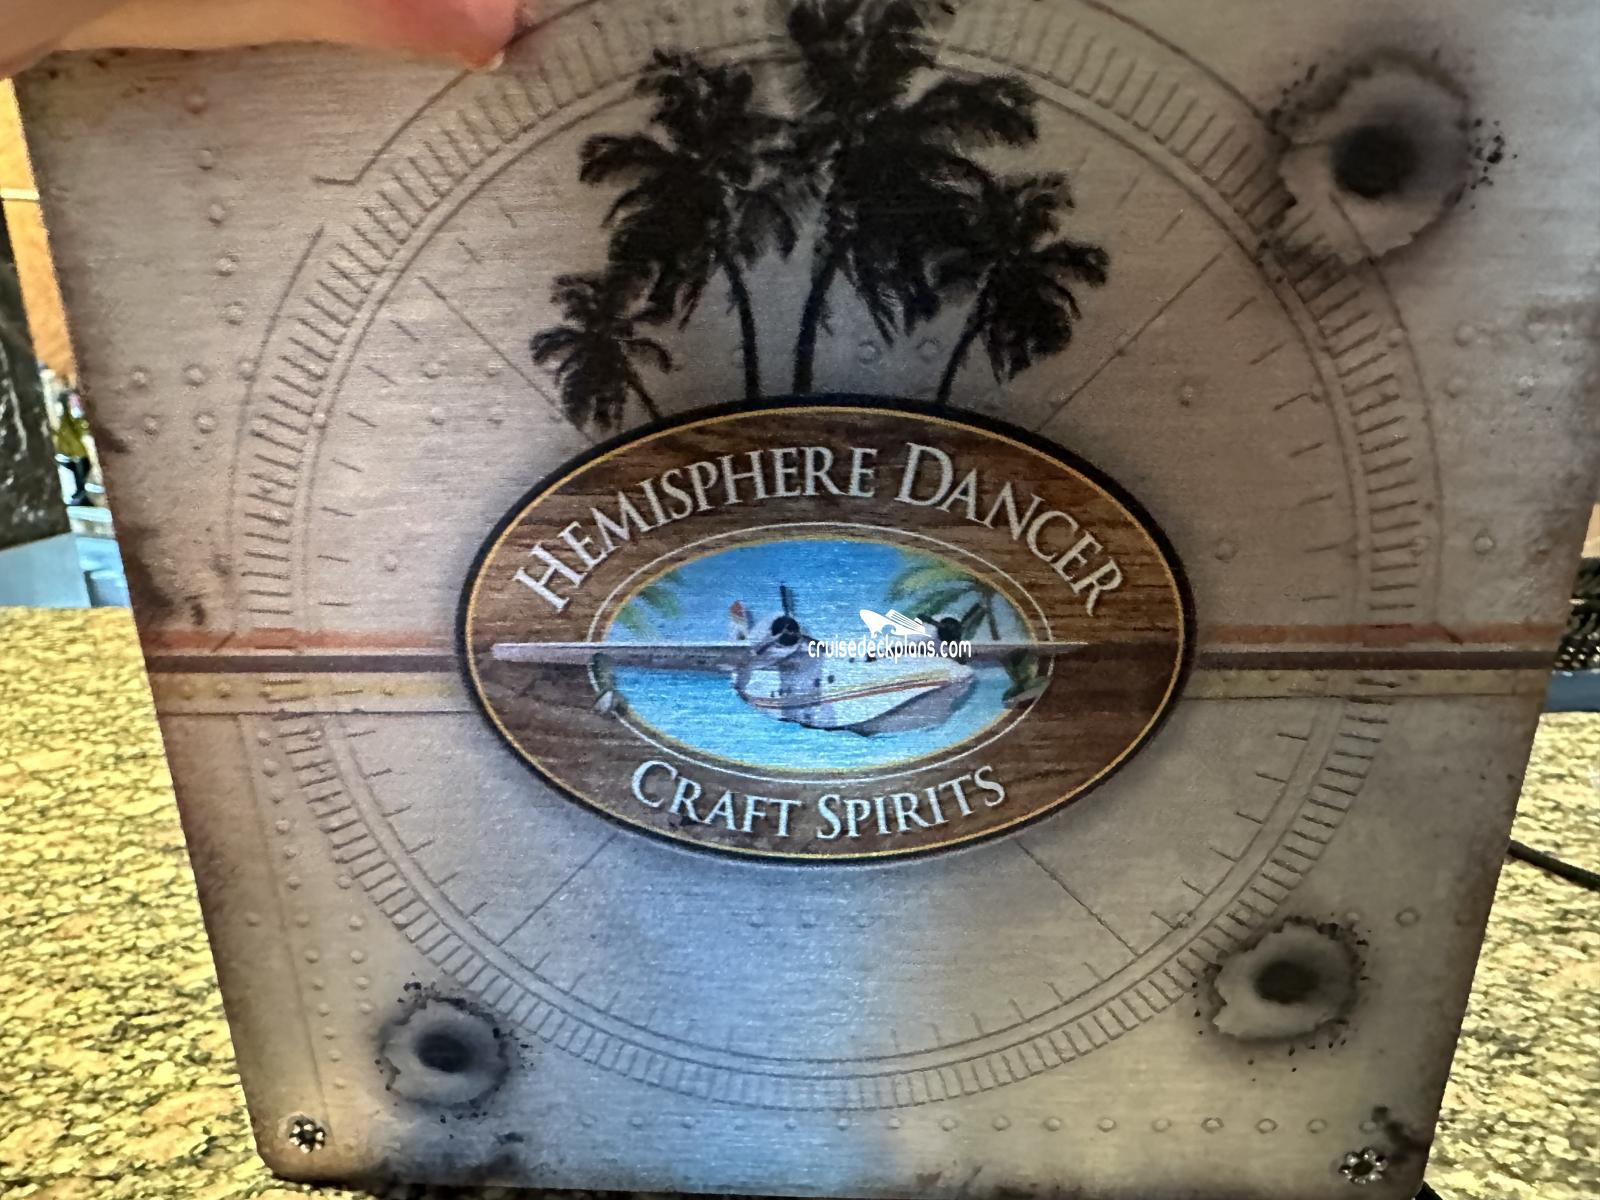 HEMISPHERE DANCER
cruisedeckplans.com
CRAFT SPIRITS